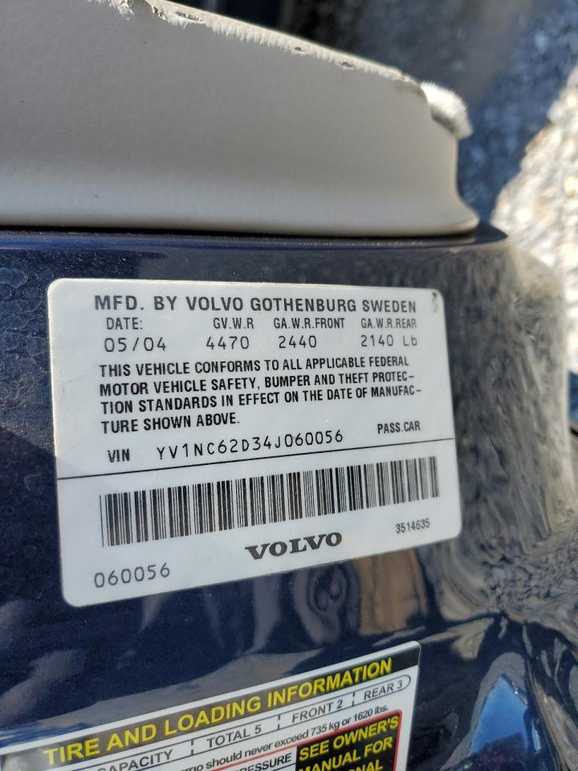 MFD. BY VOLVO GOTHENBURG SWEDEN
DATE: GV.W.R GA.W.R.FRONT GA.W.R.REAR
05/04 4470 2440 2140 Lb
THIS VEHICLE CONFORMS TO ALL APPLICABLE FEDERAL
MOTOR VEHICLE SAFETY, BUMPER AND THEFT PROTEC-
TION STANDARDS IN EFFECT ON THE DATE OF MANUFAC-
TURE SHOWN ABOVE.
VIN YV1NC62D34J060056 PASS.CAR
3514635
VOLVO
060056
TIRE AND LOADING INFORMATION
CAPACITY TOTAL 5 FRONT 2 REAR 3
should never exceed 735 kg or 1620 lbs.
SEE OWNER'S
MANUAL FOR